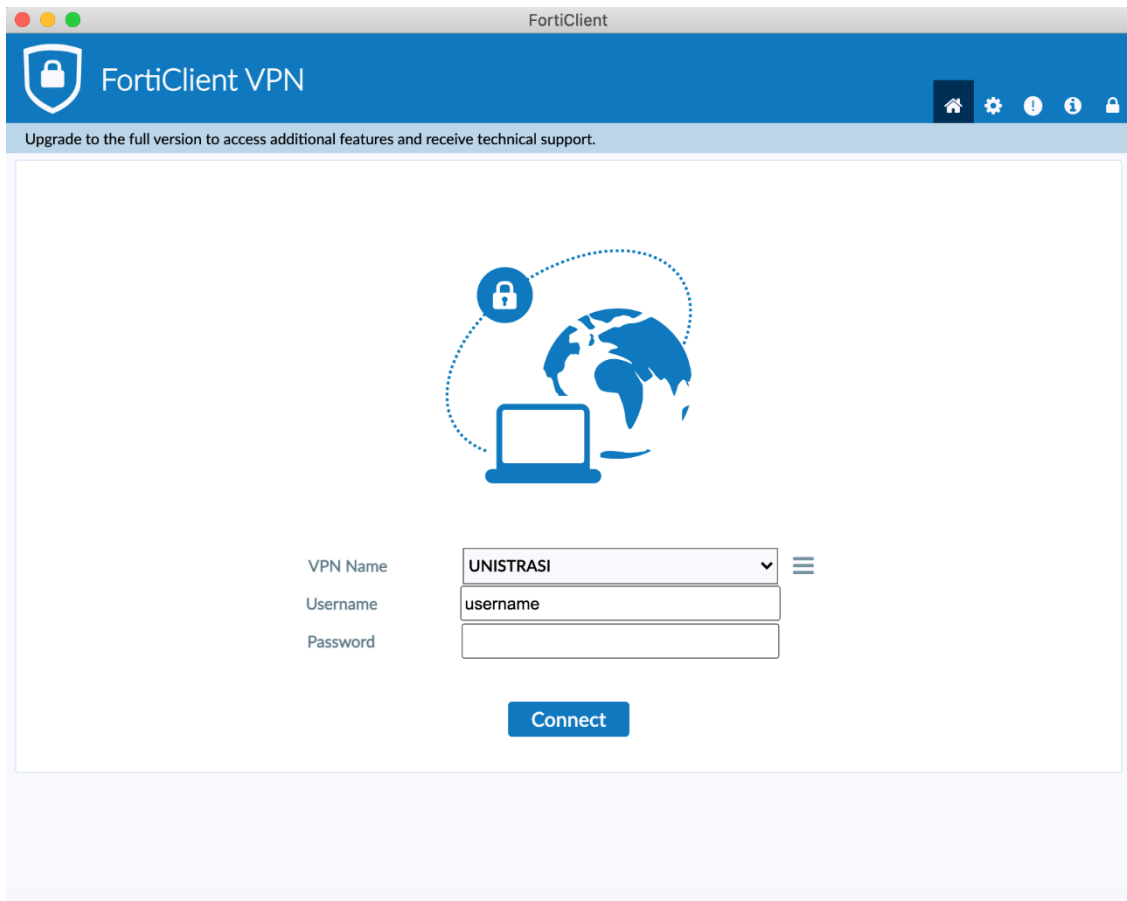 FortiClient
FortiClient VPN
Upgrade to the full version to access additional features and receive technical support.
VPN Name UNISTRASI
Username username
Password
Connect